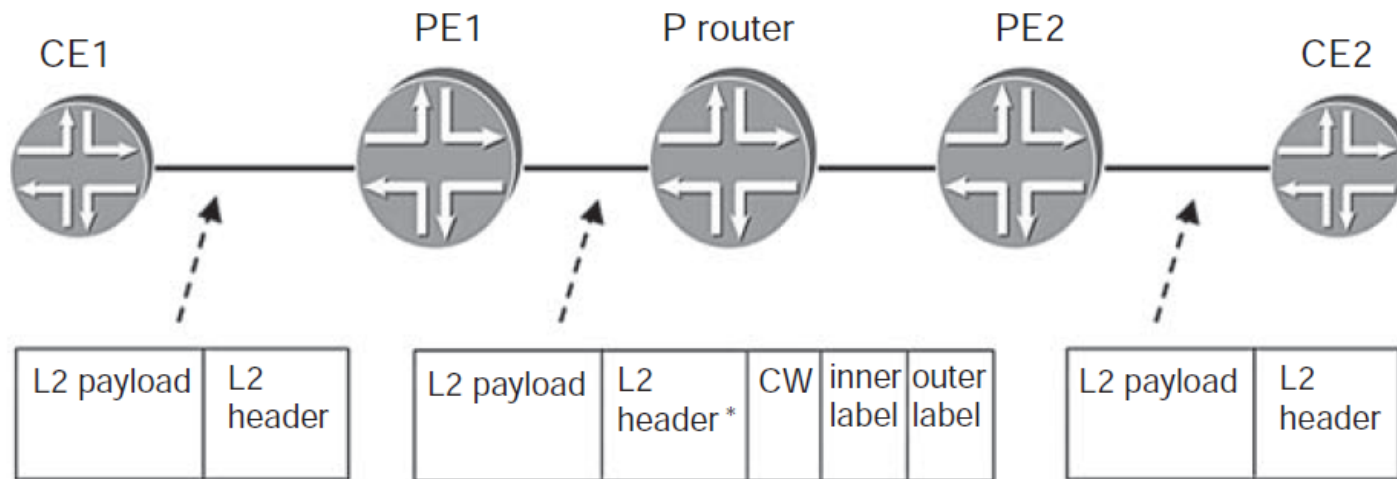 CE1
PE1
P router
PE2
CE2
L2 payload
L2
header
L2 payload
L2
header *
CW
inner
label
outer
label
L2 payload
L2
header